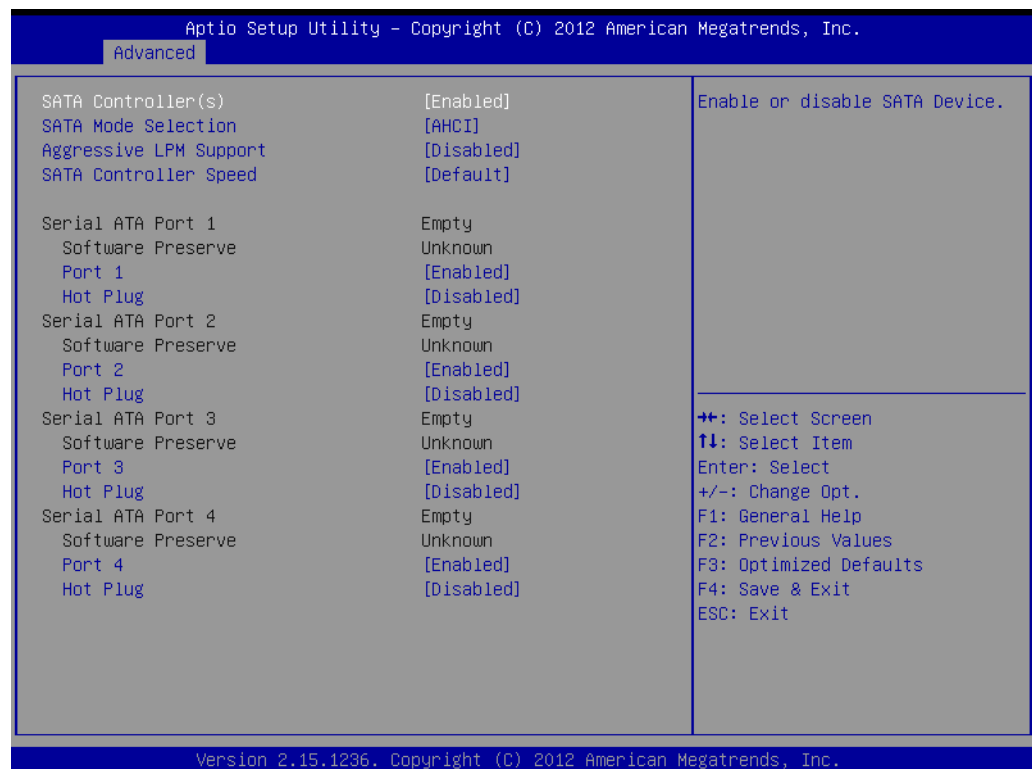 Aptio Setup Utility – Copyright (C) 2012 American Megatrends, Inc.
Advanced
SATA Controller(s) [Enabled]
SATA Mode Selection [AHCI]
Aggressive LPM Support [Disabled]
SATA Controller Speed [Default]
Serial ATA Port 1 Empty
Software Preserve Unknown
Port 1 [Enabled]
Hot Plug [Disabled]
Serial ATA Port 2 Empty
Software Preserve Unknown
Port 2 [Enabled]
Hot Plug [Disabled]
Serial ATA Port 3 Empty
Software Preserve Unknown
Port 3 [Enabled]
Hot Plug [Disabled]
Serial ATA Port 4 Empty
Software Preserve Unknown
Port 4 [Enabled]
Hot Plug [Disabled]
Enable or disable SATA Device.
→←: Select Screen
↑↓: Select Item
Enter: Select
+/-: Change Opt.
F1: General Help
F2: Previous Values
F3: Optimized Defaults
F4: Save & Exit
ESC: Exit
Version 2.15.1236. Copyright (C) 2012 American Megatrends, Inc.